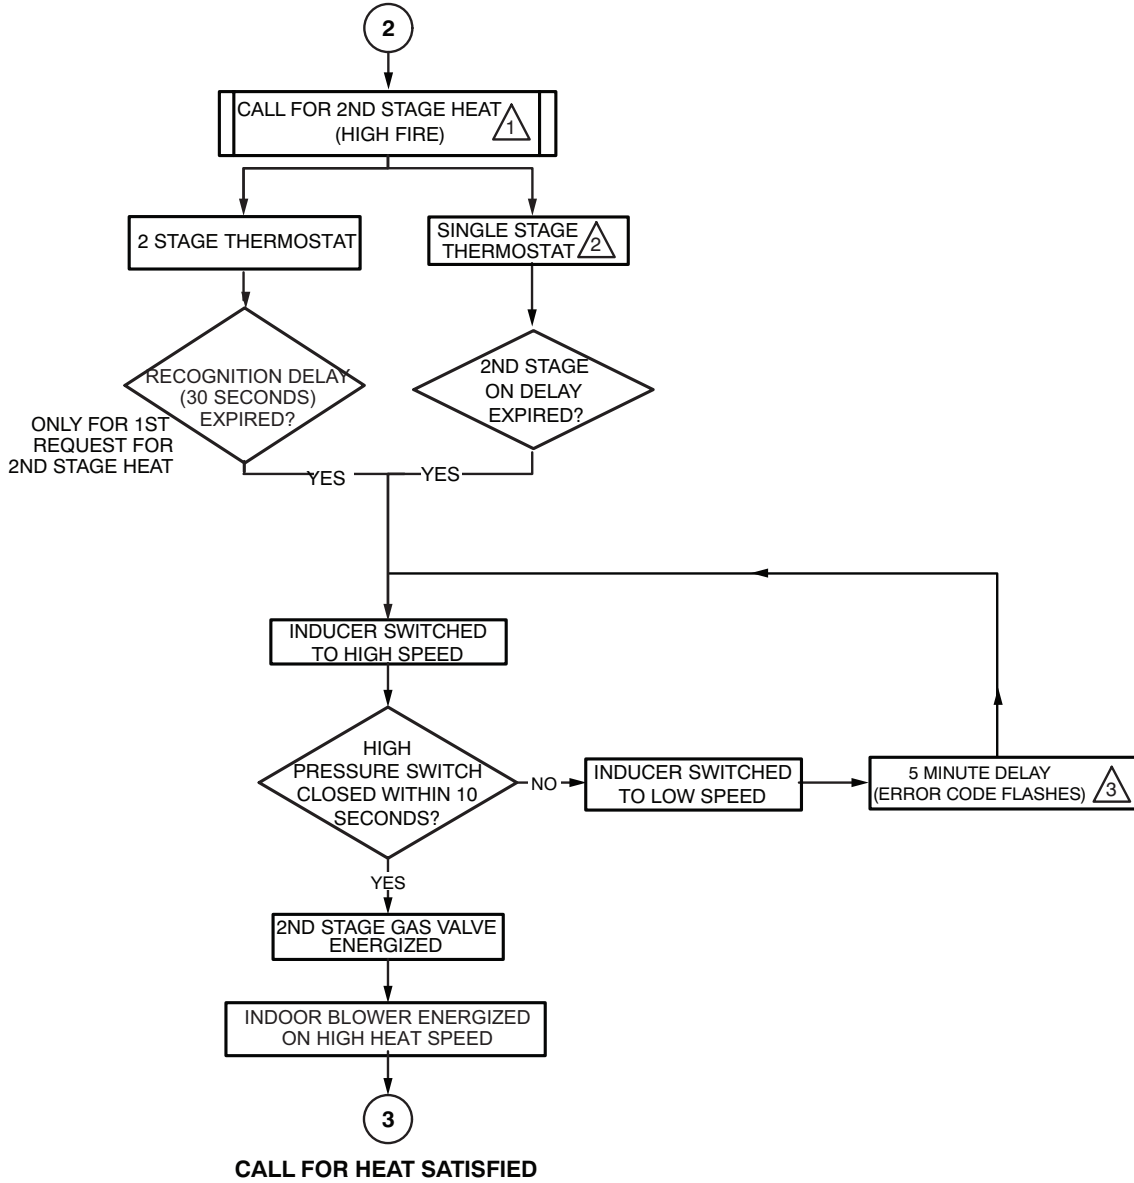 2
CALL FOR 2ND STAGE HEAT
(HIGH FIRE)
1
2 STAGE THERMOSTAT
SINGLE STAGE
THERMOSTAT
2
RECOGNITION DELAY
(30 SECONDS)
EXPIRED?
ONLY FOR 1ST
REQUEST FOR
2ND STAGE HEAT
2ND STAGE
ON DELAY
EXPIRED?
YES
YES
INDUCER SWITCHED
TO HIGH SPEED
HIGH
PRESSURE SWITCH
CLOSED WITHIN 10
SECONDS?
NO
INDUCER SWITCHED
TO LOW SPEED
5 MINUTE DELAY
(ERROR CODE FLASHES)
3
YES
2ND STAGE GAS VALVE
ENERGIZED
INDOOR BLOWER ENERGIZED
ON HIGH HEAT SPEED
3
CALL FOR HEAT SATISFIED